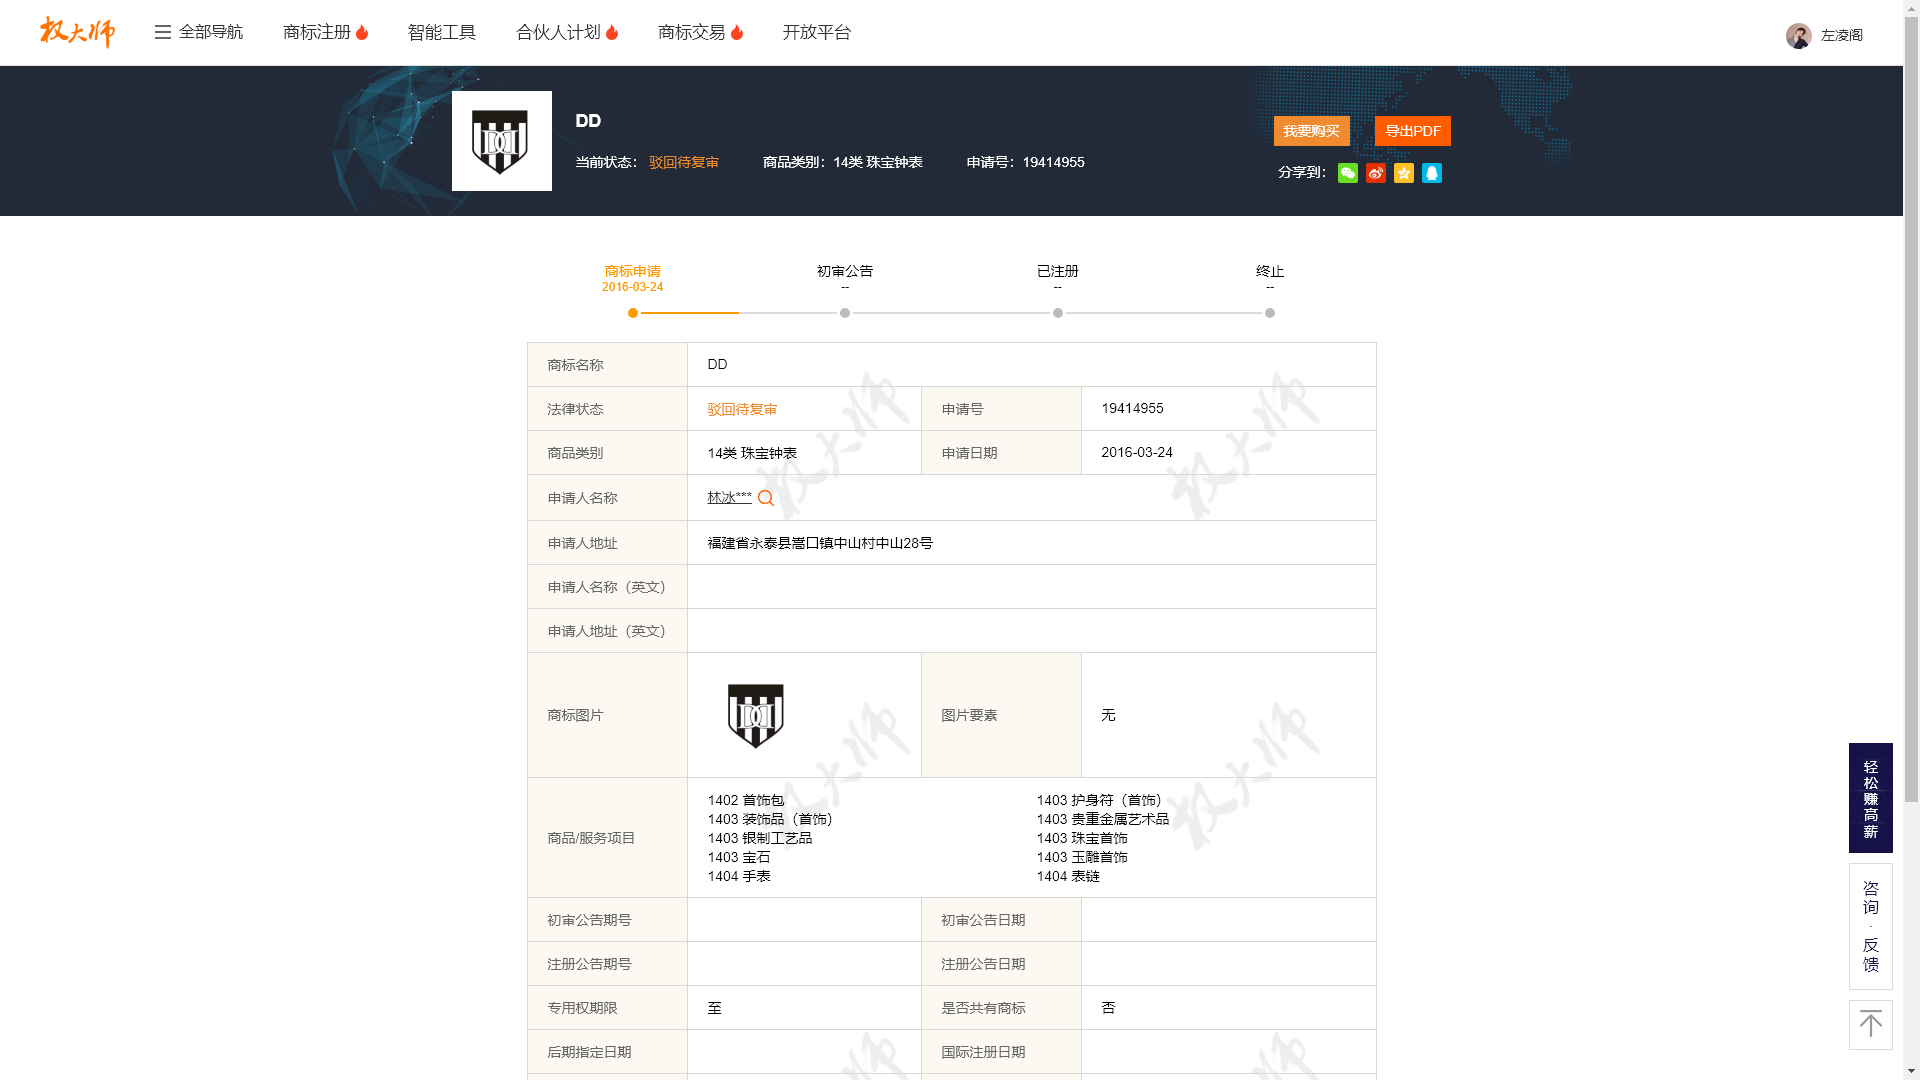 权大师
全部导航
商标注册
智能工具
合伙人计划
商标交易
开放平台
左凌阁
DD
当前状态： 驳回待复审
商品类别：14类 珠宝钟表
申请号：19414955
我要购买
导出PDF
分享到：
商标申请
2016-03-24
初审公告
--
已注册
--
终止
--
商标名称
DD
法律状态
驳回待复审
申请号
19414955
商品类别
14类 珠宝钟表
申请日期
2016-03-24
申请人名称
林冰***
申请人地址
福建省永泰县嵩口镇中山村中山28号
申请人名称（英文）
申请人地址（英文）
商标图片
图片要素
无
商品/服务项目
1402 首饰包
1403 护身符（首饰）
1403 装饰品（首饰）
1403 贵重金属艺术品
1403 银制工艺品
1403 珠宝首饰
1403 宝石
1403 玉雕首饰
1404 手表
1404 表链
初审公告期号
初审公告日期
注册公告期号
注册公告日期
专用权期限
至
是否共有商标
否
后期指定日期
国际注册日期
轻松赚高薪
咨询·反馈